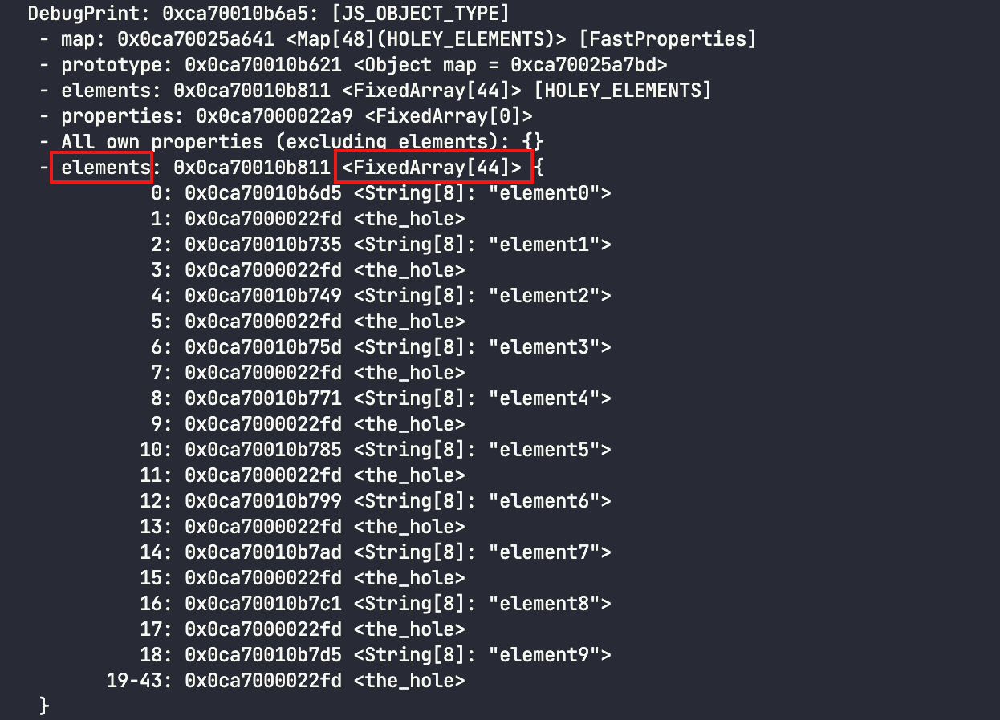 DebugPrint: 0xca70010b6a5: [JS_OBJECT_TYPE]
- map: 0x0ca70025a641 <Map[48](HOLEY_ELEMENTS)> [FastProperties]
- prototype: 0x0ca70010b621 <Object map = 0xca70025a7bd>
- elements: 0x0ca70010b811 <FixedArray[44]> [HOLEY_ELEMENTS]
- properties: 0x0ca7000022a9 <FixedArray[0]>
- All own properties (excluding elements): {}
- elements: 0x0ca70010b811 <FixedArray[44]> {
0: 0x0ca70010b6d5 <String[8]: "element0">
1: 0x0ca7000022fd <the_hole>
2: 0x0ca70010b735 <String[8]: "element1">
3: 0x0ca7000022fd <the_hole>
4: 0x0ca70010b749 <String[8]: "element2">
5: 0x0ca7000022fd <the_hole>
6: 0x0ca70010b75d <String[8]: "element3">
7: 0x0ca7000022fd <the_hole>
8: 0x0ca70010b771 <String[8]: "element4">
9: 0x0ca7000022fd <the_hole>
10: 0x0ca70010b785 <String[8]: "element5">
11: 0x0ca7000022fd <the_hole>
12: 0x0ca70010b799 <String[8]: "element6">
13: 0x0ca7000022fd <the_hole>
14: 0x0ca70010b7ad <String[8]: "element7">
15: 0x0ca7000022fd <the_hole>
16: 0x0ca70010b7c1 <String[8]: "element8">
17: 0x0ca7000022fd <the_hole>
18: 0x0ca70010b7d5 <String[8]: "element9">
19-43: 0x0ca7000022fd <the_hole>
}